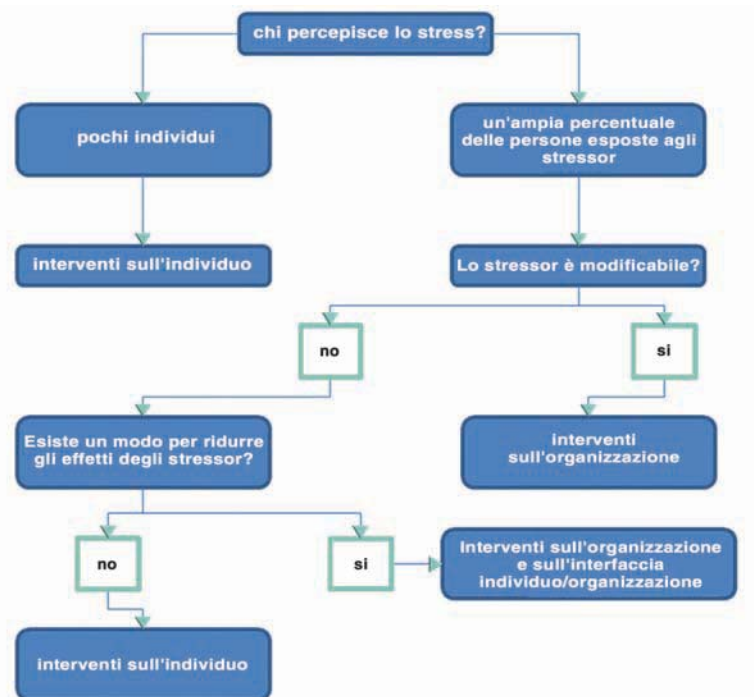 chi percepisce lo stress?
pochi individui
un'ampia percentuale
delle persone esposte agli
stressor
interventi sull'individuo
Lo stressor è modificabile?
no
si
Esiste un modo per ridurre
gli effetti degli stressor?
interventi
sull'organizzazione
no
si
Interventi sull'organizzazione
e sull'interfaccia
individuo/organizzazione
interventi sull'individuo